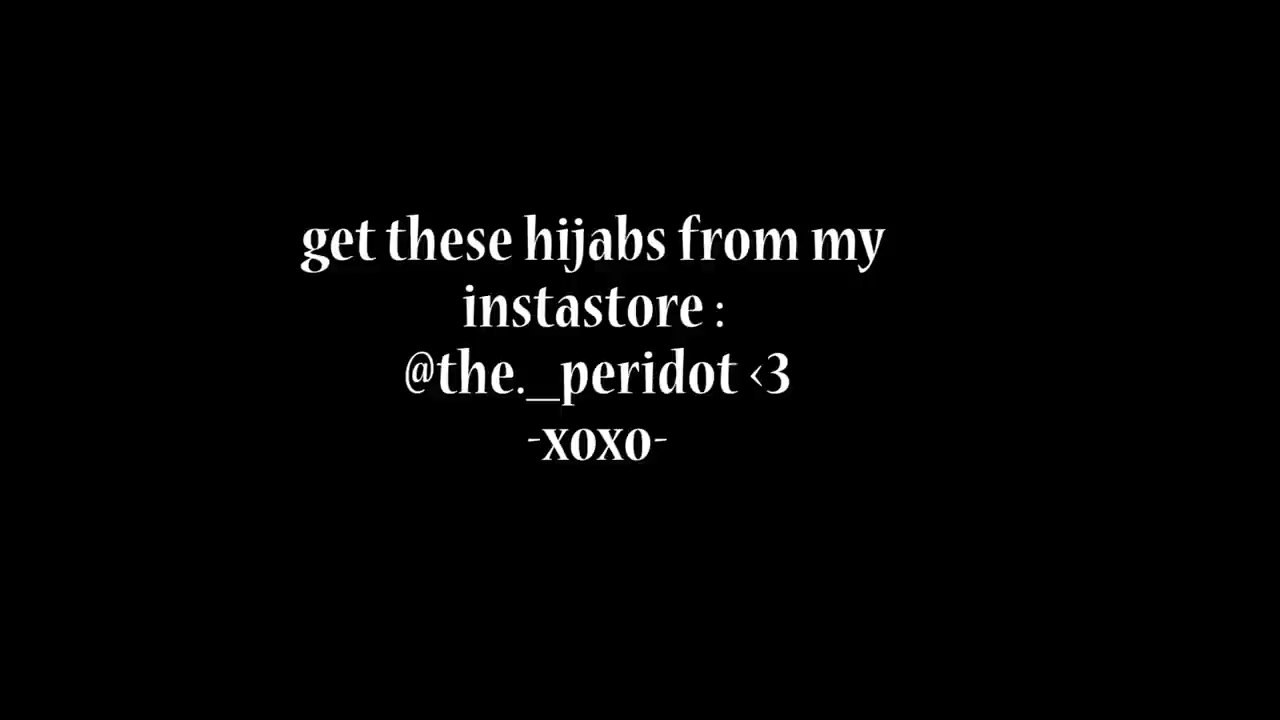 get these hijabs from my
instastore :
@the._peridot <3
-xoxo-